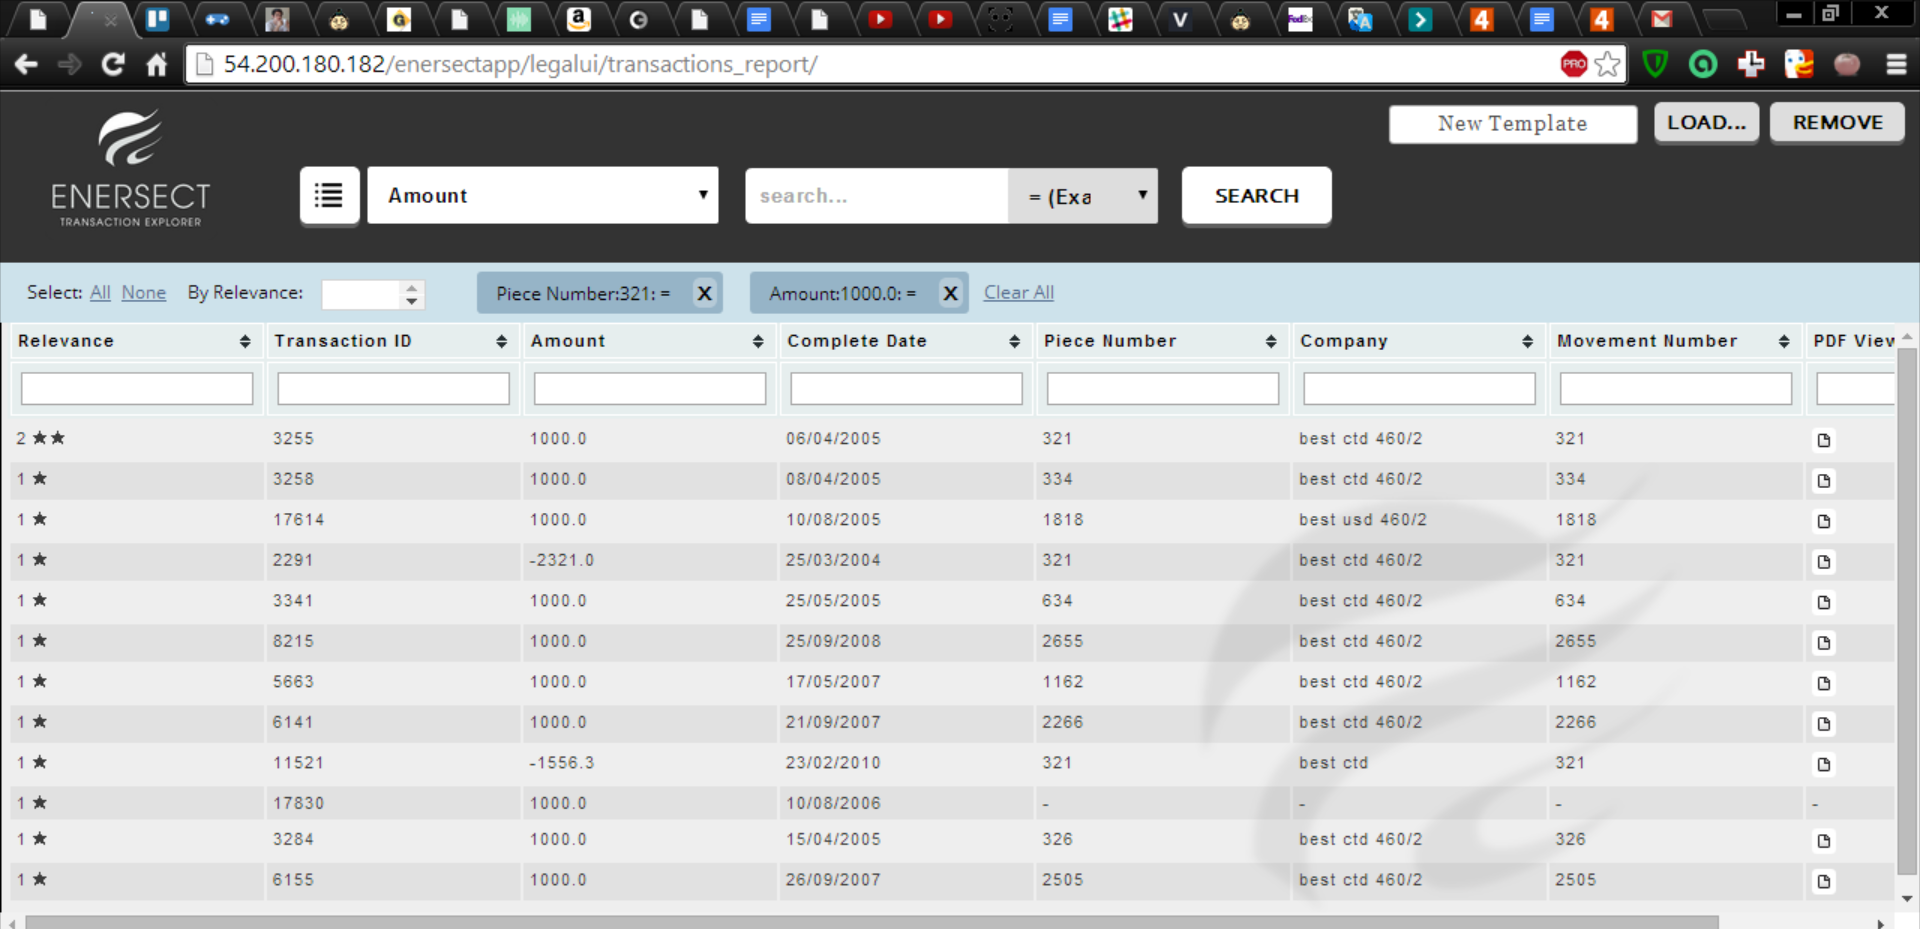 54.200.180.182/enersectapp/legalui/transactions_report/
PRO
New Template LOAD... REMOVE
ENERSECT
TRANSACTION EXPLORER
Amount search... = (Exa SEARCH
Select: All None By Relevance: Piece Number:321: = X Amount:1000.0: = X Clear All
Relevance Transaction ID Amount Complete Date Piece Number Company Movement Number PDF View
2 ★★ 3255 1000.0 06/04/2005 321 best ctd 460/2 321
1 ★ 3258 1000.0 08/04/2005 334 best ctd 460/2 334
1 ★ 17614 1000.0 10/08/2005 1818 best usd 460/2 1818
1 ★ 2291 -2321.0 25/03/2004 321 best ctd 460/2 321
1 ★ 3341 1000.0 25/05/2005 634 best ctd 460/2 634
1 ★ 8215 1000.0 25/09/2008 2655 best ctd 460/2 2655
1 ★ 5663 1000.0 17/05/2007 1162 best ctd 460/2 1162
1 ★ 6141 1000.0 21/09/2007 2266 best ctd 460/2 2266
1 ★ 11521 -1556.3 23/02/2010 321 best ctd 321
1 ★ 17830 1000.0 10/08/2006 - - - -
1 ★ 3284 1000.0 15/04/2005 326 best ctd 460/2 326
1 ★ 6155 1000.0 26/09/2007 2505 best ctd 460/2 2505